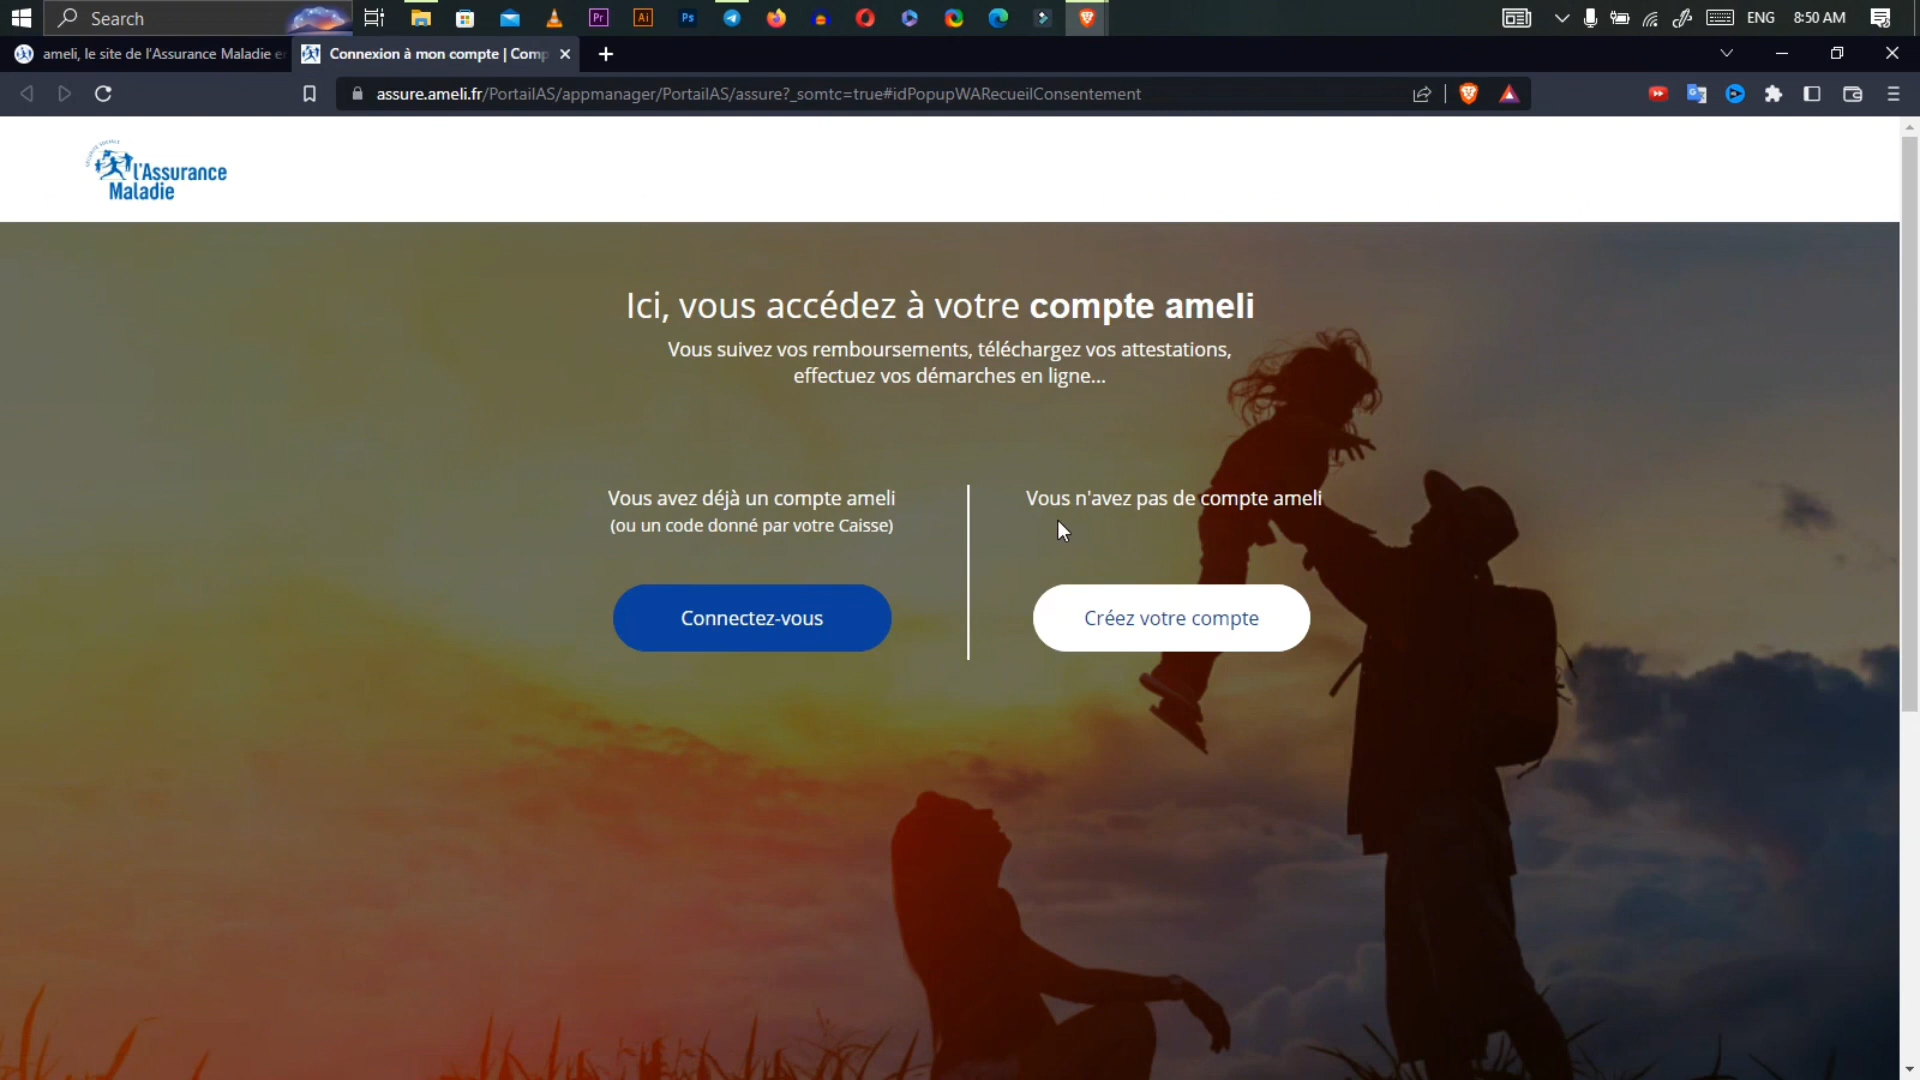 Search
Pr
Ai
Ps
ENG
8:50 AM
ameli, le site de l'Assurance Maladie e
Connexion à mon compte | Comp
assure.ameli.fr/PortailAS/appmanager/PortailAS/assure?_somtc=true#idPopupWARecueilConsentement
l'Assurance
Maladie
Ici, vous accédez à votre compte ameli
Vous suivez vos remboursements, téléchargez vos attestations,
effectuez vos démarches en ligne...
Vous avez déjà un compte ameli
(ou un code donné par votre Caisse)
Connectez-vous
Vous n'avez pas de compte ameli
Créez votre compte